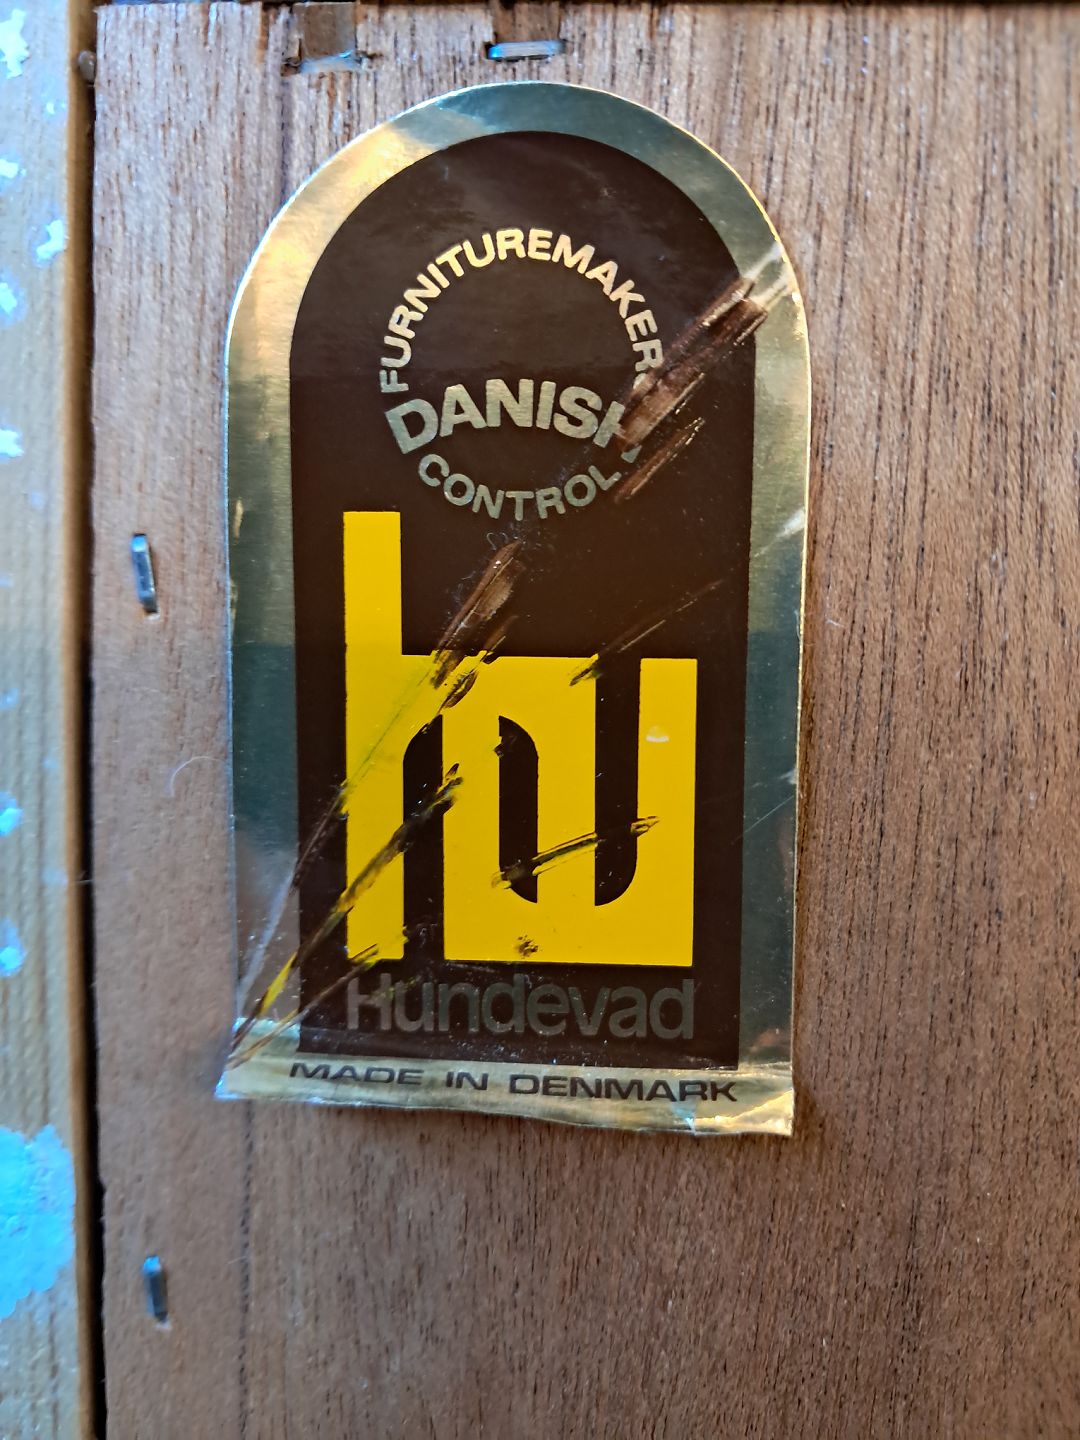 FURNITUREMAKERS
DANISH
CONTROL
hu
Hundevad
MADE IN DENMARK